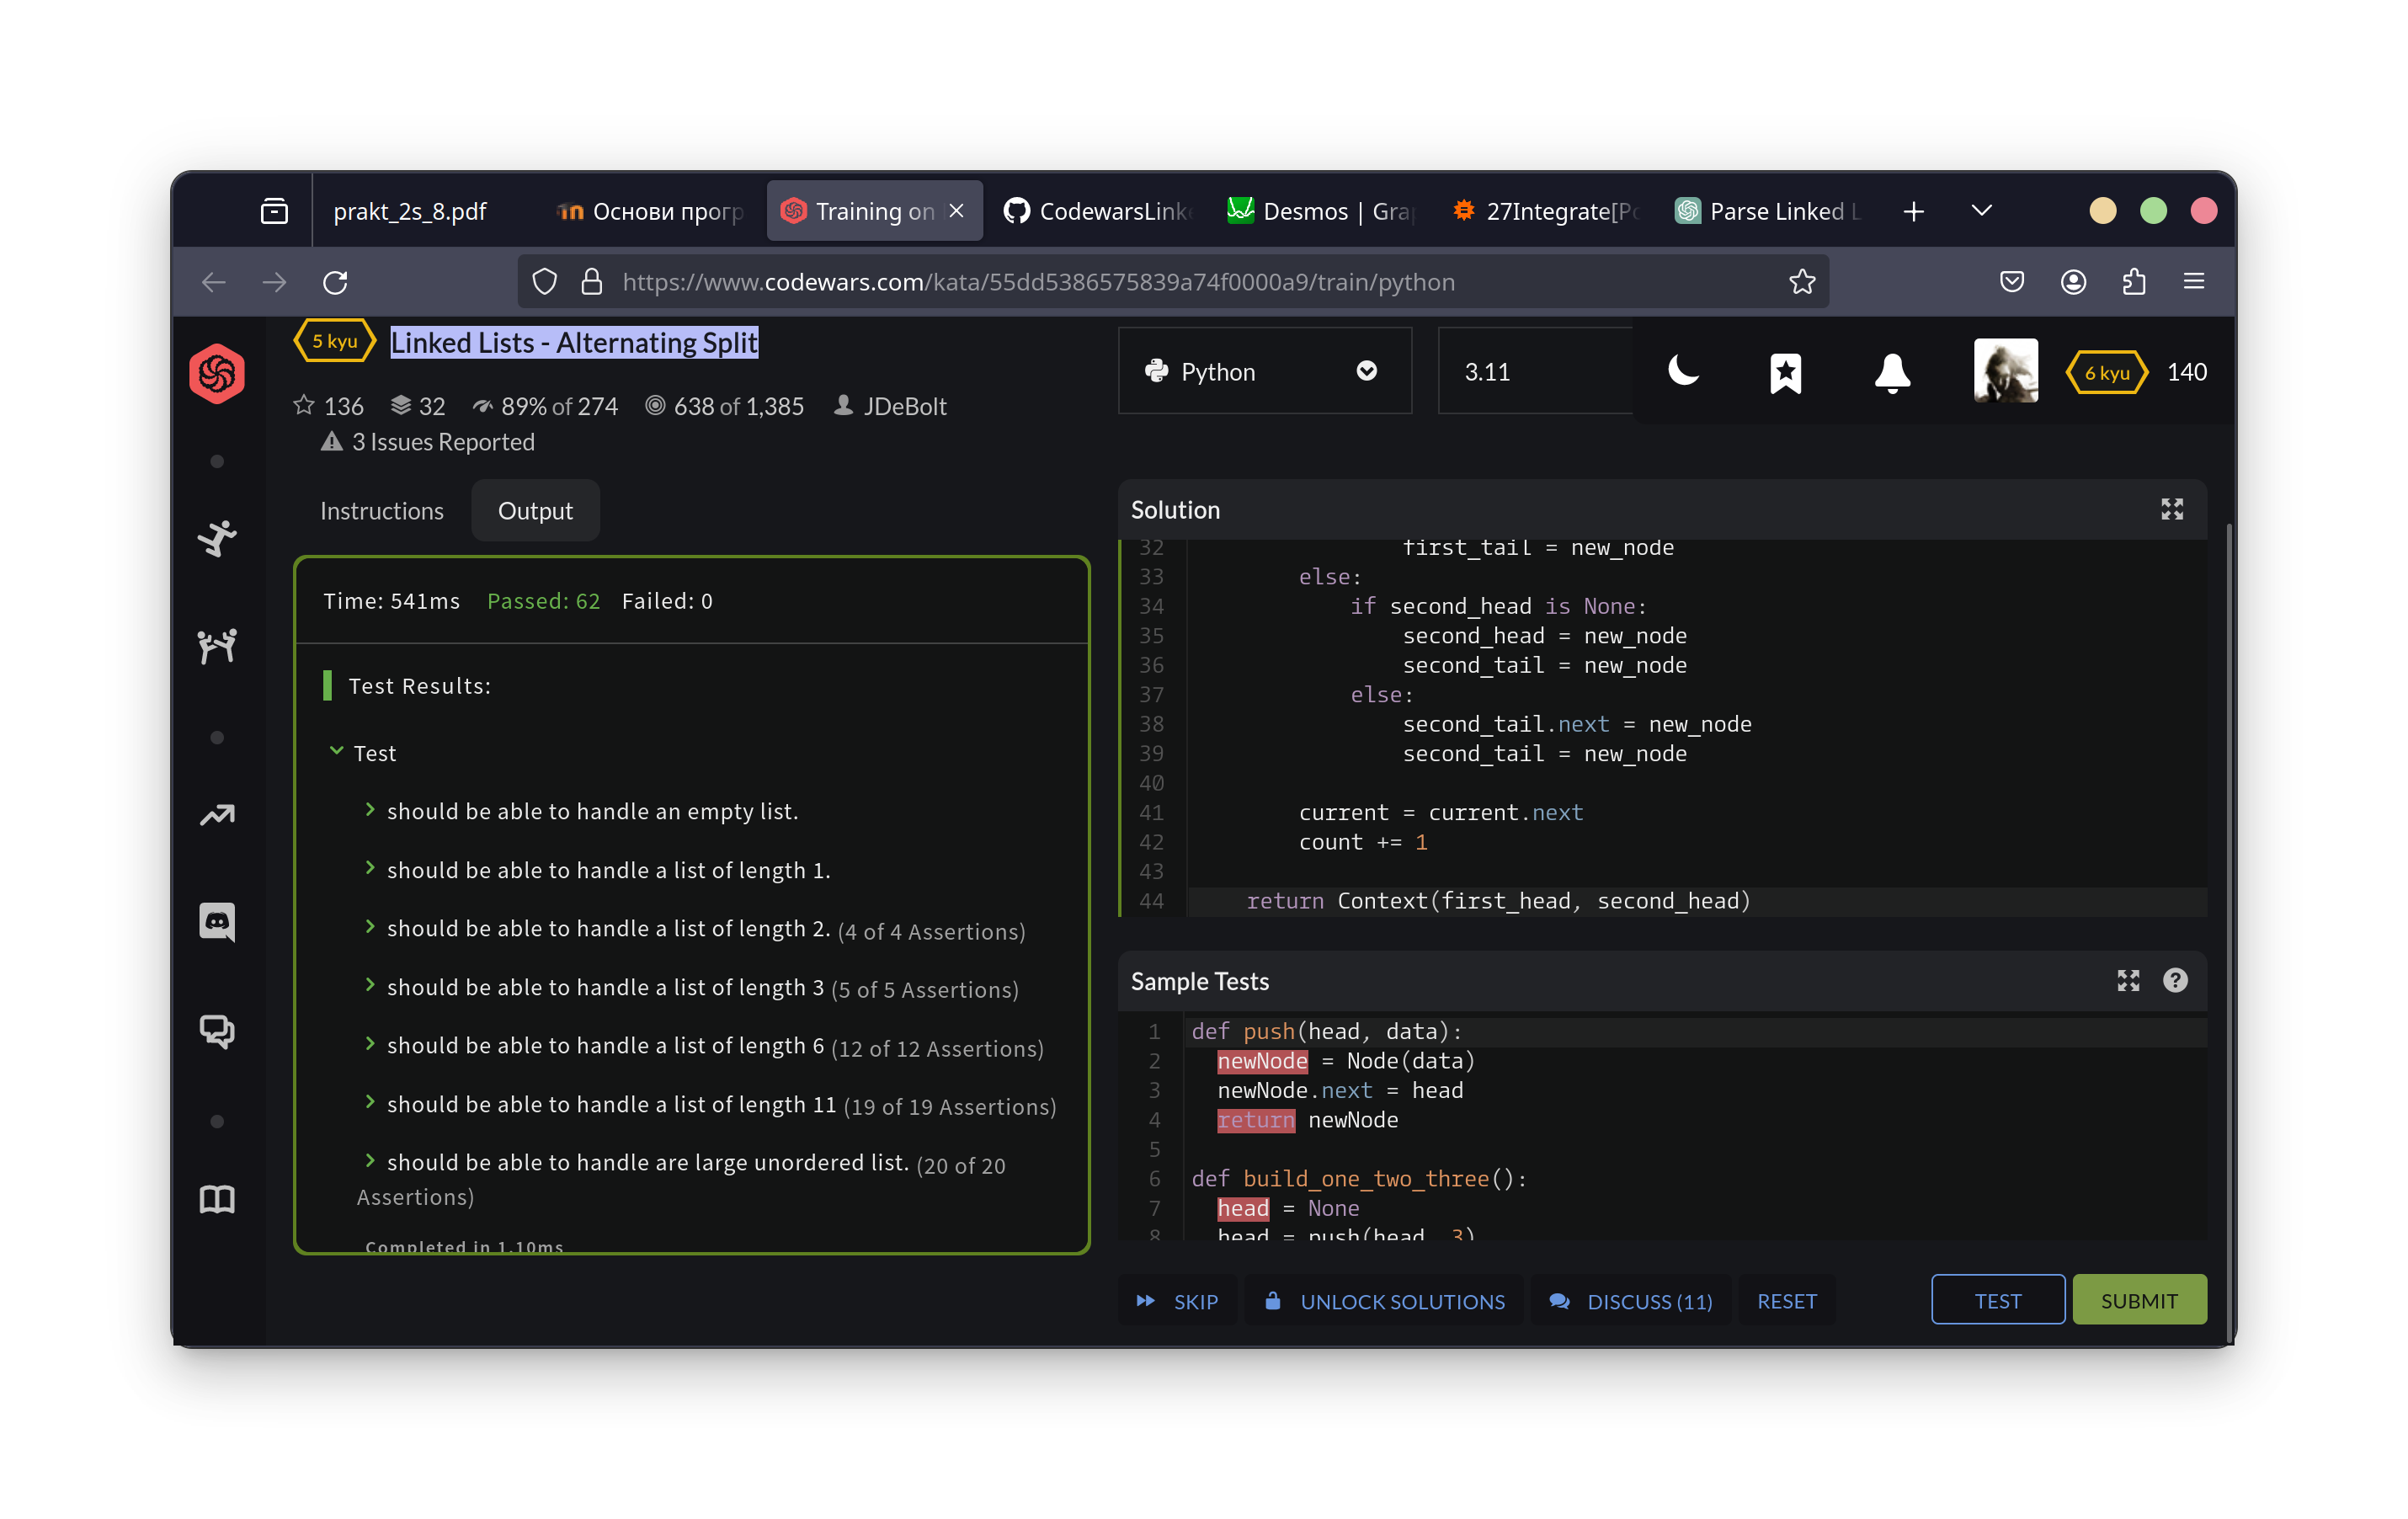 prakt_2s_8.pdf
Основи прогр
Training on
CodewarsLink
Desmos | Gra
27Integrate[Po
Parse Linked L
https://www.codewars.com/kata/55dd5386575839a74f0000a9/train/python
5 kyu Linked Lists - Alternating Split
136 32 89% of 274 638 of 1,385 JDeBolt
3 Issues Reported
Python
3.11
6 kyu 140
Instructions
Output
Time: 541ms Passed: 62 Failed: 0
Test Results:
Test
should be able to handle an empty list.
should be able to handle a list of length 1.
should be able to handle a list of length 2. (4 of 4 Assertions)
should be able to handle a list of length 3 (5 of 5 Assertions)
should be able to handle a list of length 6 (12 of 12 Assertions)
should be able to handle a list of length 11 (19 of 19 Assertions)
should be able to handle are large unordered list. (20 of 20
Assertions)
Completed in 1.10ms
Solution
32 first_tail = new_node
33 else:
34 if second_head is None:
35 second_head = new_node
36 second_tail = new_node
37 else:
38 second_tail.next = new_node
39 second_tail = new_node
40
41 current = current.next
42 count += 1
43
44 return Context(first_head, second_head)
Sample Tests
1 def push(head, data):
2 newNode = Node(data)
3 newNode.next = head
4 return newNode
5
6 def build_one_two_three():
7 head = None
8 head = push(head, 3)
SKIP
UNLOCK SOLUTIONS
DISCUSS (11)
RESET
TEST
SUBMIT